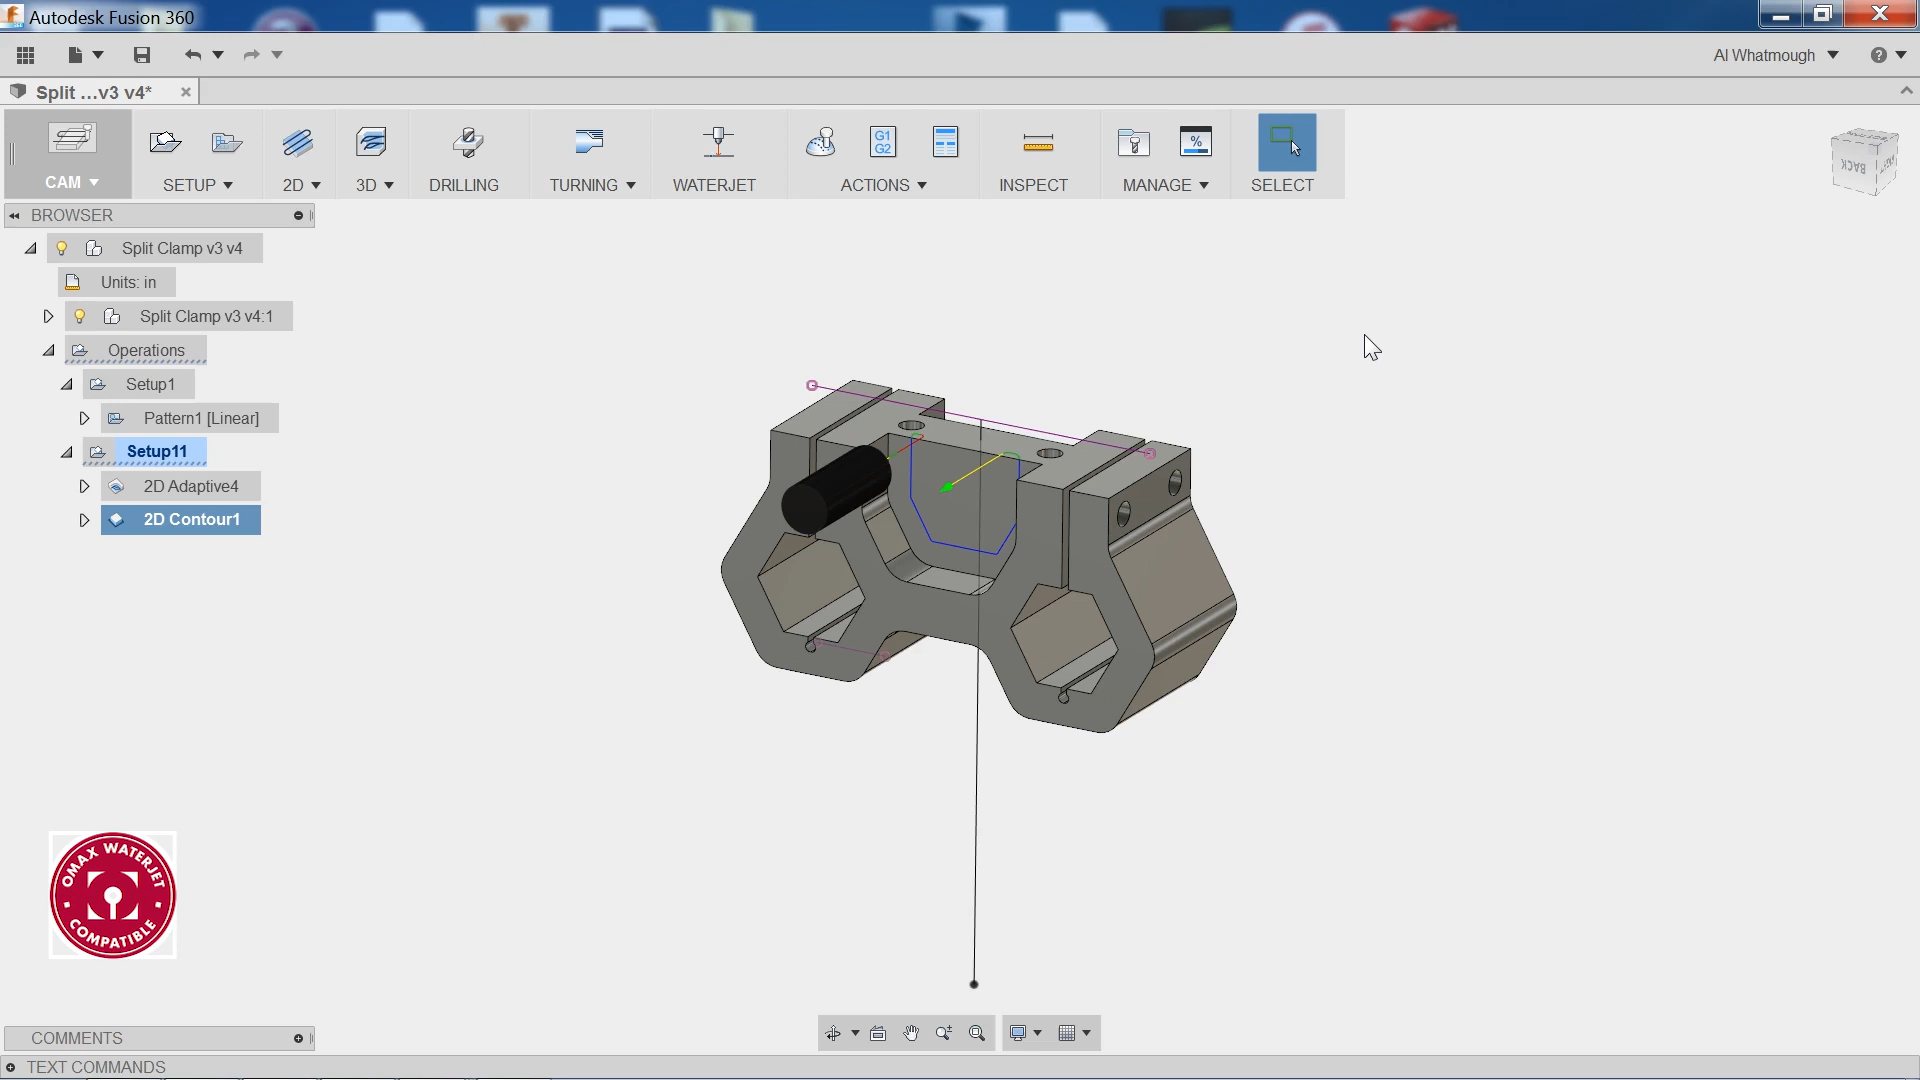 Autodesk Fusion 360
Al Whatmough
Split ...v3 v4*
G1
G2
%
CAM
SETUP
2D
3D
DRILLING
TURNING
WATERJET
ACTIONS
INSPECT
MANAGE
SELECT
BACK
BROWSER
Split Clamp v3 v4
Units: in
Split Clamp v3 v4:1
Operations
Setup1
Pattern1 [Linear]
Setup11
2D Adaptive4
2D Contour1
OMAX WATERJET
COMPATIBLE
COMMENTS
TEXT COMMANDS